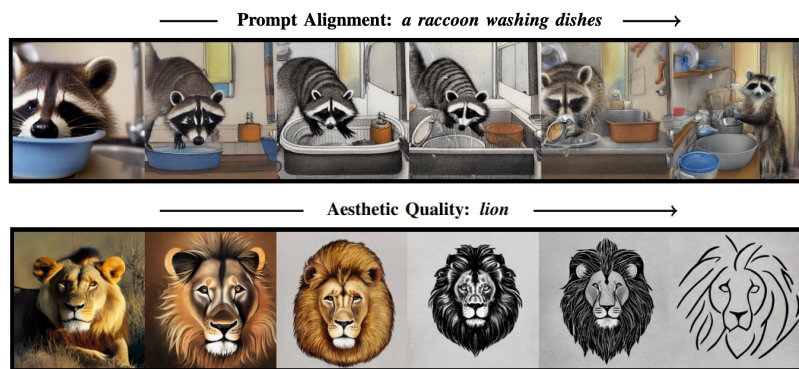 Prompt Alignment: a raccoon washing dishes
Aesthetic Quality: lion